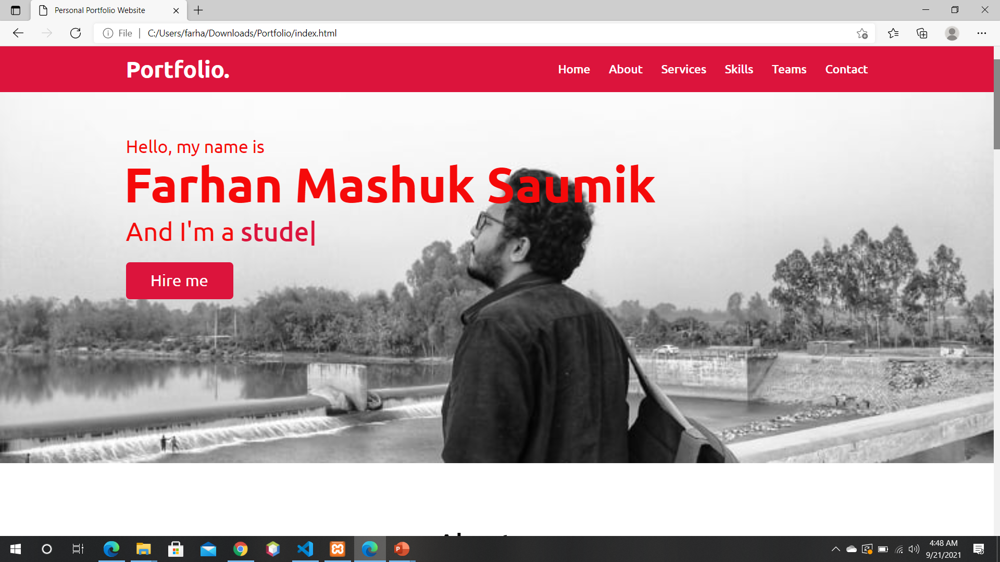 Personal Portfolio Website
File
C:/Users/farha/Downloads/Portfolio/index.html
Portfolio.
Home About Services Skills Teams Contact
Hello, my name is
Farhan Mashuk Saumik
And I'm a stude|
Hire me
About
4:48 AM
9/21/2021